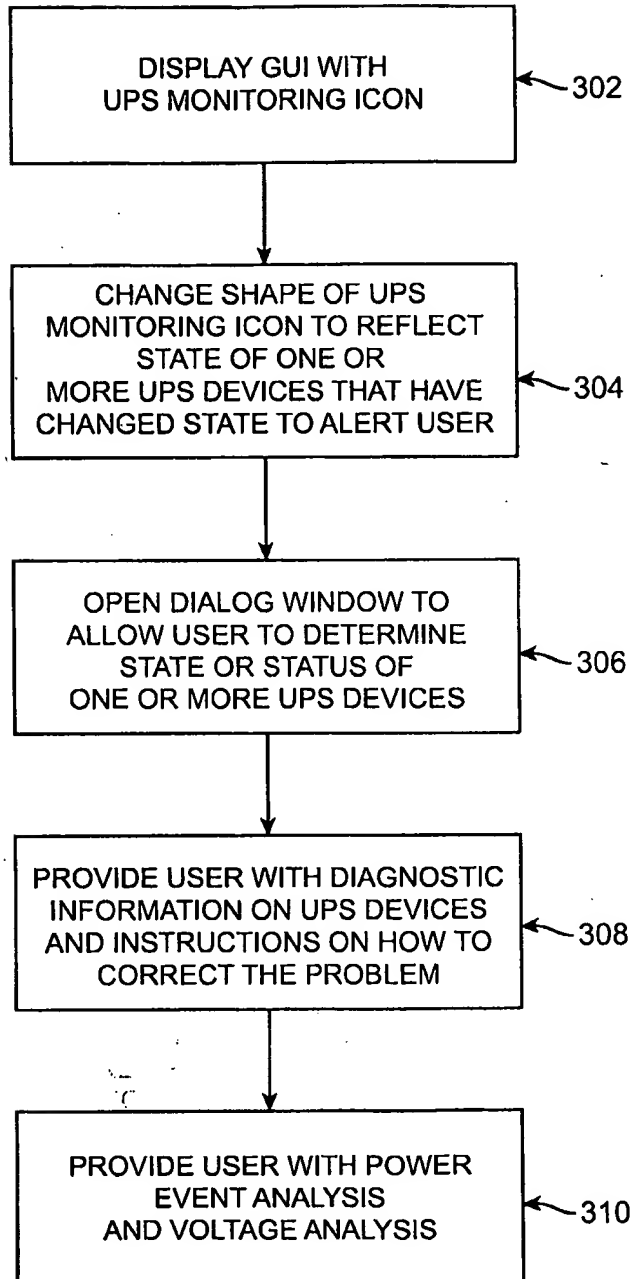 DISPLAY GUI WITH
UPS MONITORING ICON
302
CHANGE SHAPE OF UPS
MONITORING ICON TO REFLECT
STATE OF ONE OR
MORE UPS DEVICES THAT HAVE
CHANGED STATE TO ALERT USER
304
OPEN DIALOG WINDOW TO
ALLOW USER TO DETERMINE
STATE OR STATUS OF
ONE OR MORE UPS DEVICES
306
PROVIDE USER WITH DIAGNOSTIC
INFORMATION ON UPS DEVICES
AND INSTRUCTIONS ON HOW TO
CORRECT THE PROBLEM
308
PROVIDE USER WITH POWER
EVENT ANALYSIS
AND VOLTAGE ANALYSIS
310